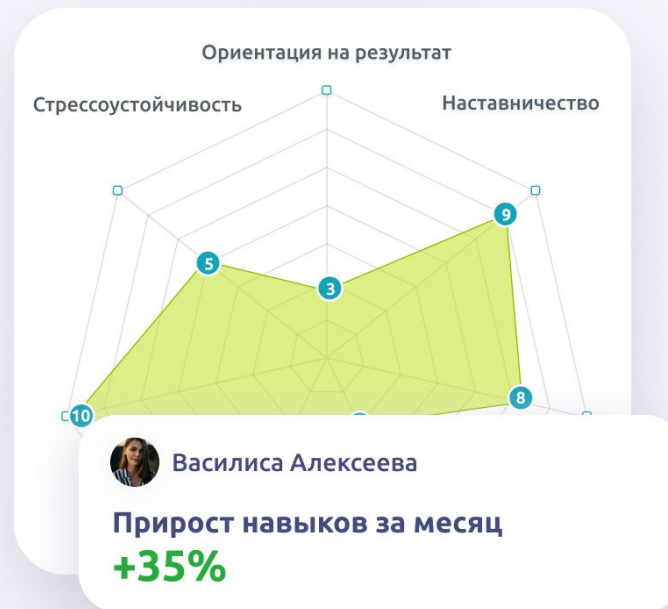 Ориентация на результат
Стрессоустойчивость
Наставничество
9
5
3
8
10
Василиса Алексеева
Прирост навыков за месяц
+35%